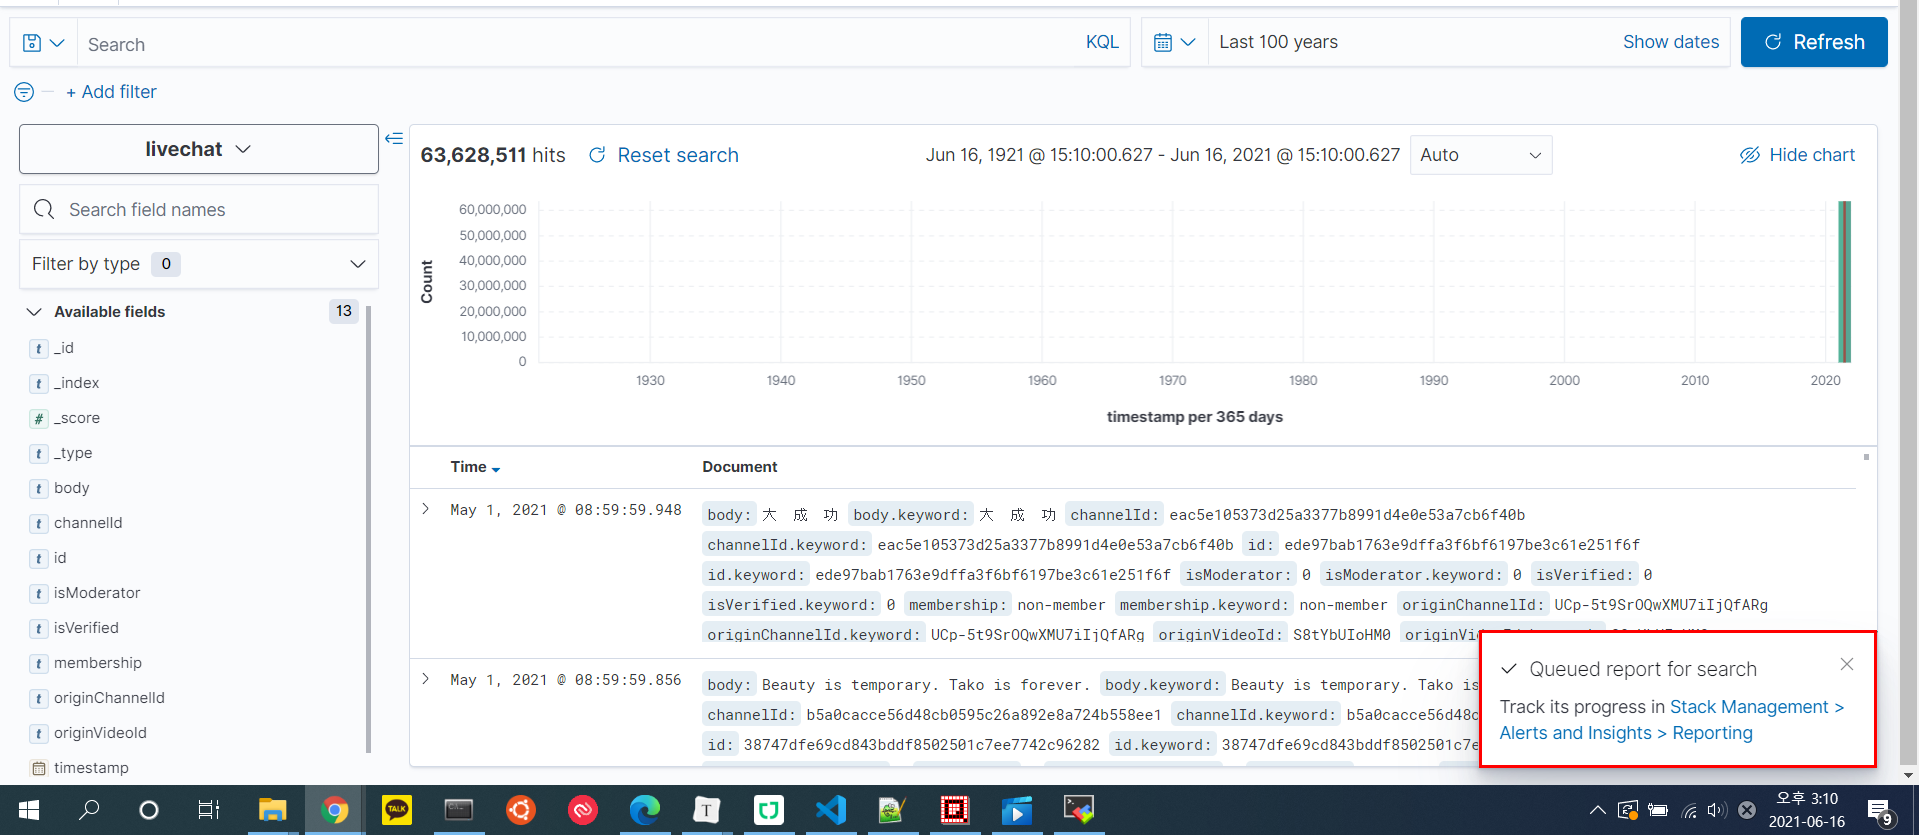 Search
KQL
Last 100 years
Show dates
Refresh
+ Add filter
livechat
63,628,511 hits
Reset search
Jun 16, 1921 @ 15:10:00.627 - Jun 16, 2021 @ 15:10:00.627
Auto
Hide chart
Search field names
Filter by type 0
Available fields 13
t _id
t _index
# _score
t _type
t body
t channelId
t id
t isModerator
t isVerified
t membership
t originChannelId
t originVideoId
timestamp
Count
60,000,000
50,000,000
40,000,000
30,000,000
20,000,000
10,000,000
0
1930 1940 1950 1960 1970 1980 1990 2000 2010 2020
timestamp per 365 days
Time Document
May 1, 2021 @ 08:59:59.948
body: 大 成 功 body.keyword: 大 成 功 channelId: eac5e105373d25a3377b8991d4e0e53a7cb6f40b
channelId.keyword: eac5e105373d25a3377b8991d4e0e53a7cb6f40b id: ede97bab1763e9dffa3f6bf6197be3c61e251f6f
id.keyword: ede97bab1763e9dffa3f6bf6197be3c61e251f6f isModerator: 0 isModerator.keyword: 0 isVerified: 0
isVerified.keyword: 0 membership: non-member membership.keyword: non-member originChannelId: UCp-5t9SrOQwXMU7iIjQfARg
originChannelId.keyword: UCp-5t9SrOQwXMU7iIjQfARg originVideoId: S8tYbUIoHM0
May 1, 2021 @ 08:59:59.856
body: Beauty is temporary. Tako is forever. body.keyword: Beauty is temporary. Tako is
channelId: b5a0cacce56d48cb0595c26a892e8a724b558ee1 channelId.keyword: b5a0cacce56d48c
id: 38747dfe69cd843bddf8502501c7ee7742c96282 id.keyword: 38747dfe69cd843bddf8502501c7e
Queued report for search
Track its progress in Stack Management >
Alerts and Insights > Reporting
TALK
T
오후 3:10
2021-06-16
9